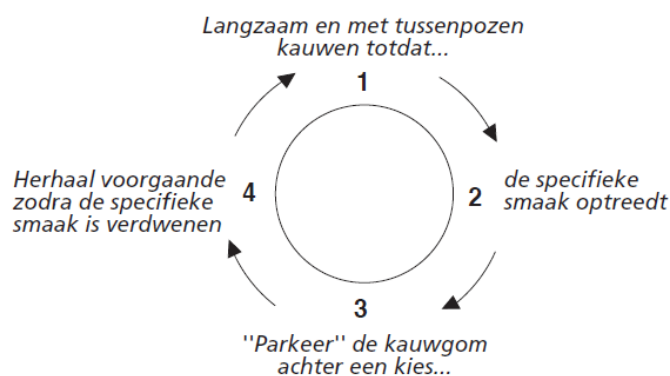 Langzaam en met tussenpozen
kauwen totdat...
1
de specifieke
smaak optreedt
2
''Parkeer'' de kauwgom
achter een kies...
3
Herhaal voorgaande
zodra de specifieke
smaak is verdwenen
4